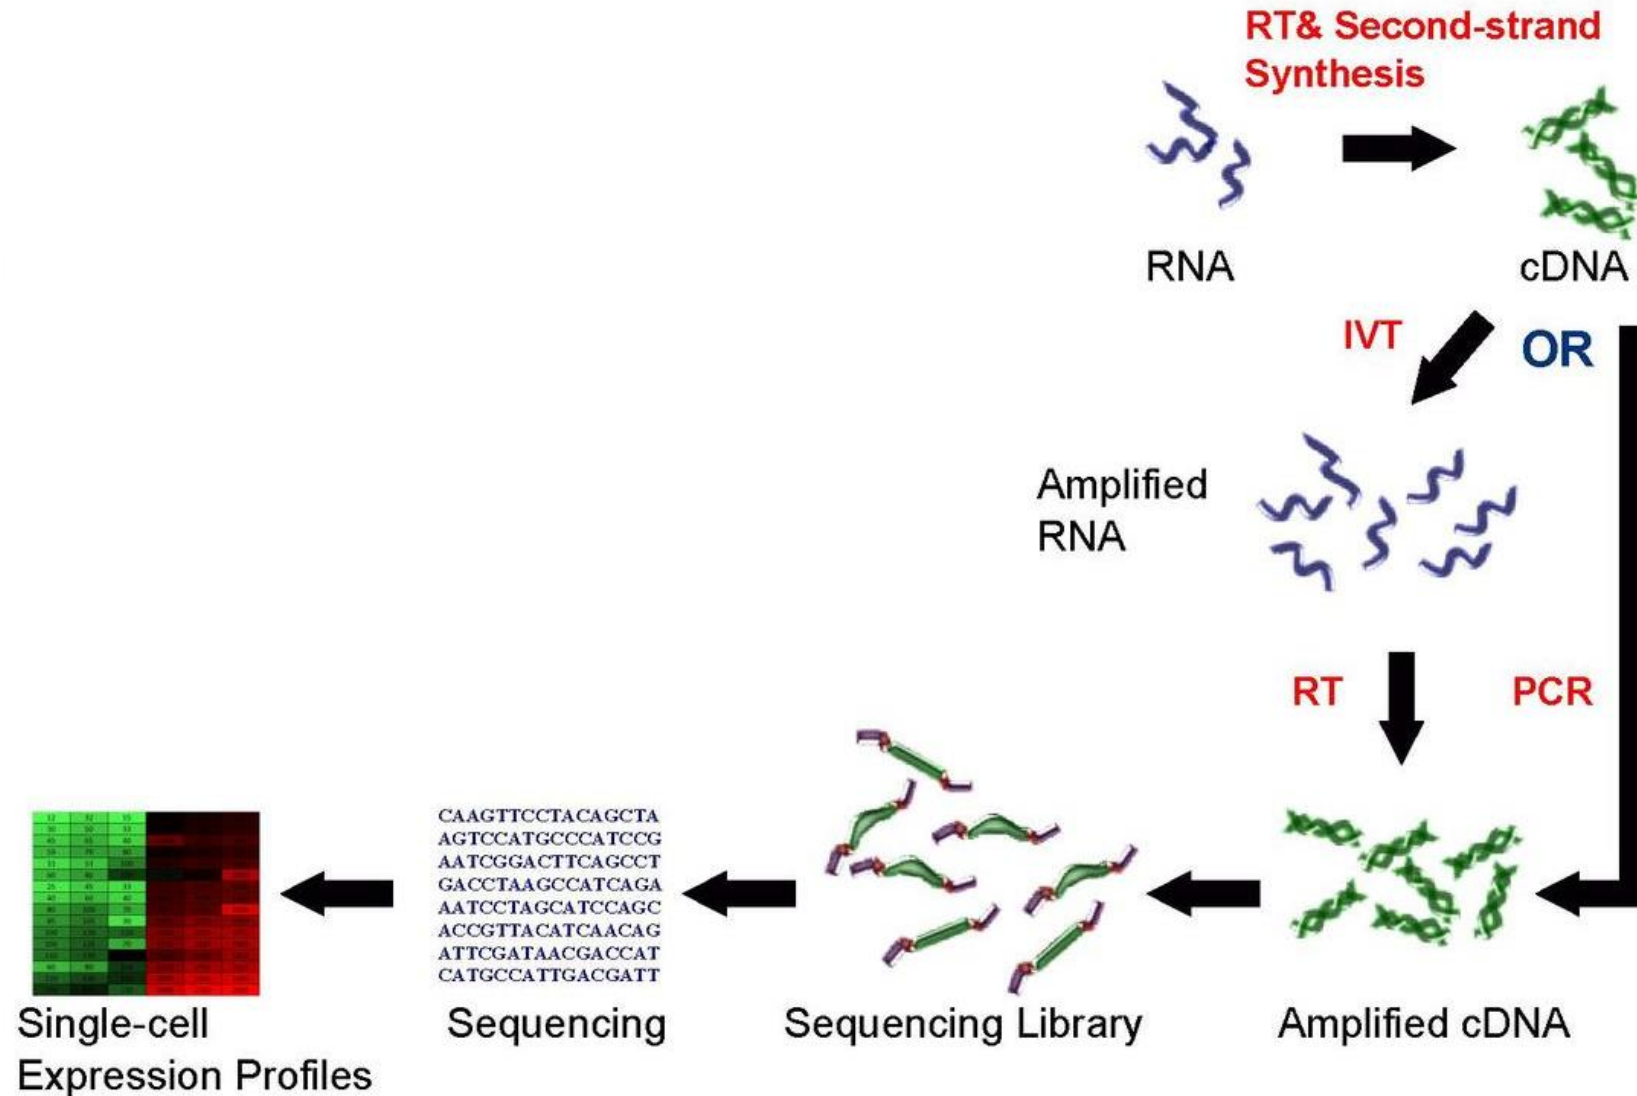 RT& Second-strand
Synthesis
RNA
cDNA
IVT
OR
Amplified
RNA
RT
PCR
CAAGTTCCTACAGCTA
AGTCCATGCCCATCCG
AATCGGACTTCAGCCT
GACCTAAGCCATCAGA
AATCCTAGCATCCAGC
ACCGTTACATCAACAG
ATTCGATAACGACCAT
CATGCCATTGACGATT
Single-cell
Expression Profiles
Sequencing
Sequencing Library
Amplified cDNA